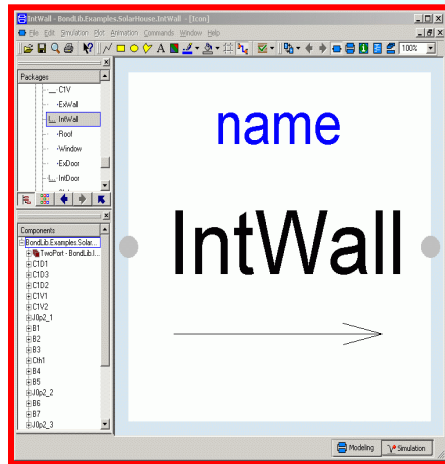 IntWall - BondLib.Examples.SolarHouse.IntWall - [Icon]
File Edit Simulation Plot Animation Commands Window Help
A
100%
Packages
C1V
ExWall
IntWall
Roof
Window
ExDoor
IntDoor
Components
BondLib.Examples.Solar...
TwoPort - BondLib.I...
C1D1
C1D3
C1D2
C1V1
C1V2
J0p2_1
B1
B2
B3
Cth1
B4
B5
J0p2_2
B6
B7
J0p2_3
name
IntWall
Modeling
Simulation